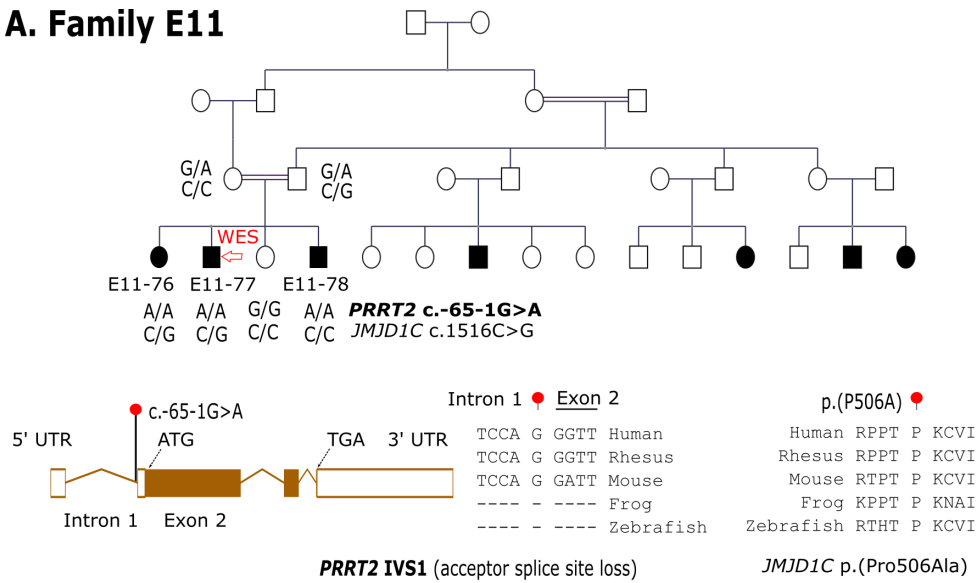 A. Family E11
G/A
C/C
G/A
C/G
WES
E11-76
E11-77
E11-78
A/A
C/G
A/A
C/G
G/G
C/C
A/A
C/C
PRRT2 c.-65-1G>A
JMJD1C c.1516C>G
c.-65-1G>A
5' UTR
ATG
TGA
3' UTR
Intron 1
Exon 2
Intron 1 Exon 2
TCCA G GGTT Human
TCCA G GGTT Rhesus
TCCA G GATT Mouse
---- - ---- Frog
---- - ---- Zebrafish
PRRT2 IVS1 (acceptor splice site loss)
p.(P506A)
Human RPPT P KCVI
Rhesus RPPT P KCVI
Mouse RTPT P KCVI
Frog KPPT P KNAI
Zebrafish RTHT P KCVI
JMJD1C p.(Pro506Ala)